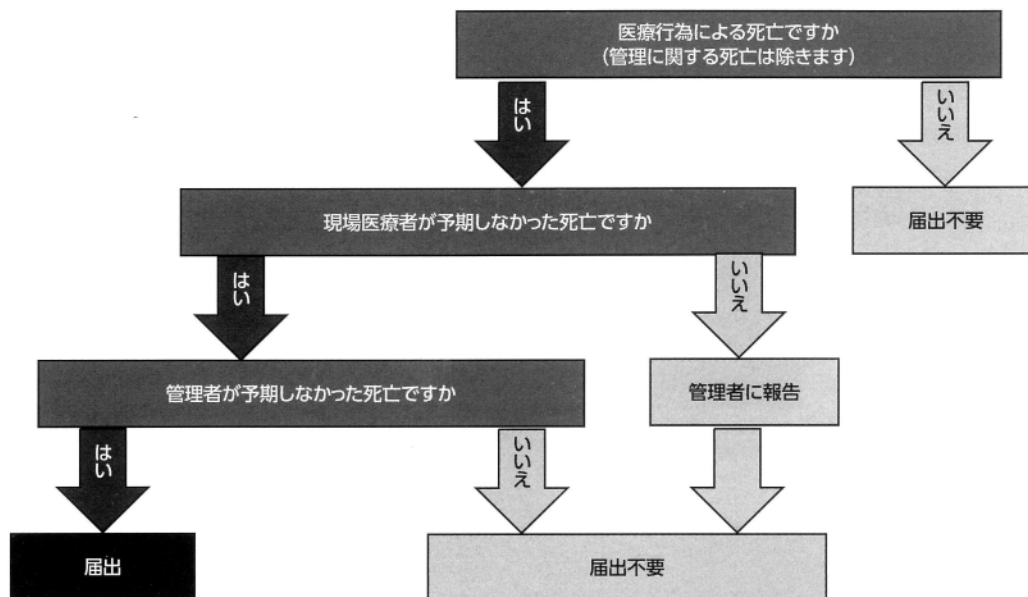 医療行為による死亡ですか
（管理に関する死亡は除きます）
はい
いいえ
現場医療者が予期しなかった死亡ですか
届出不要
はい
いいえ
管理者が予期しなかった死亡ですか
管理者に報告
はい
いいえ
届出
届出不要